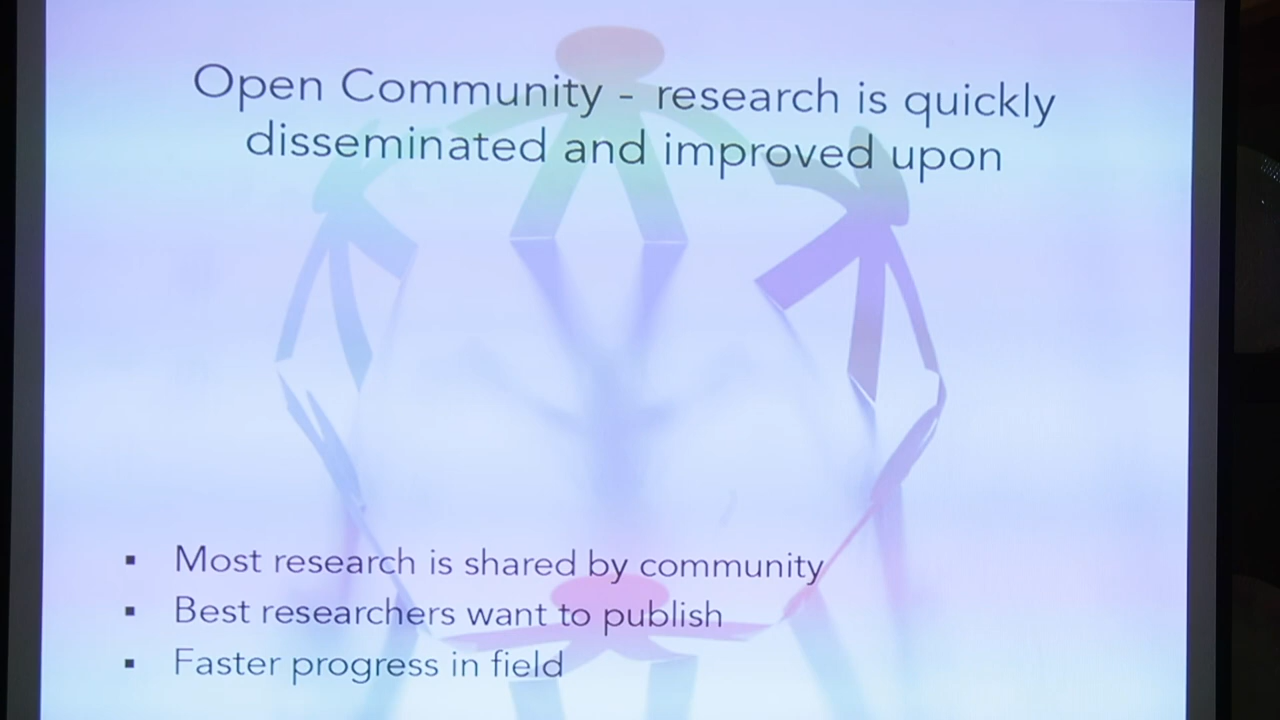 Open Community - research is quickly
disseminated and improved upon
▪ Most research is shared by community
▪ Best researchers want to publish
▪ Faster progress in field